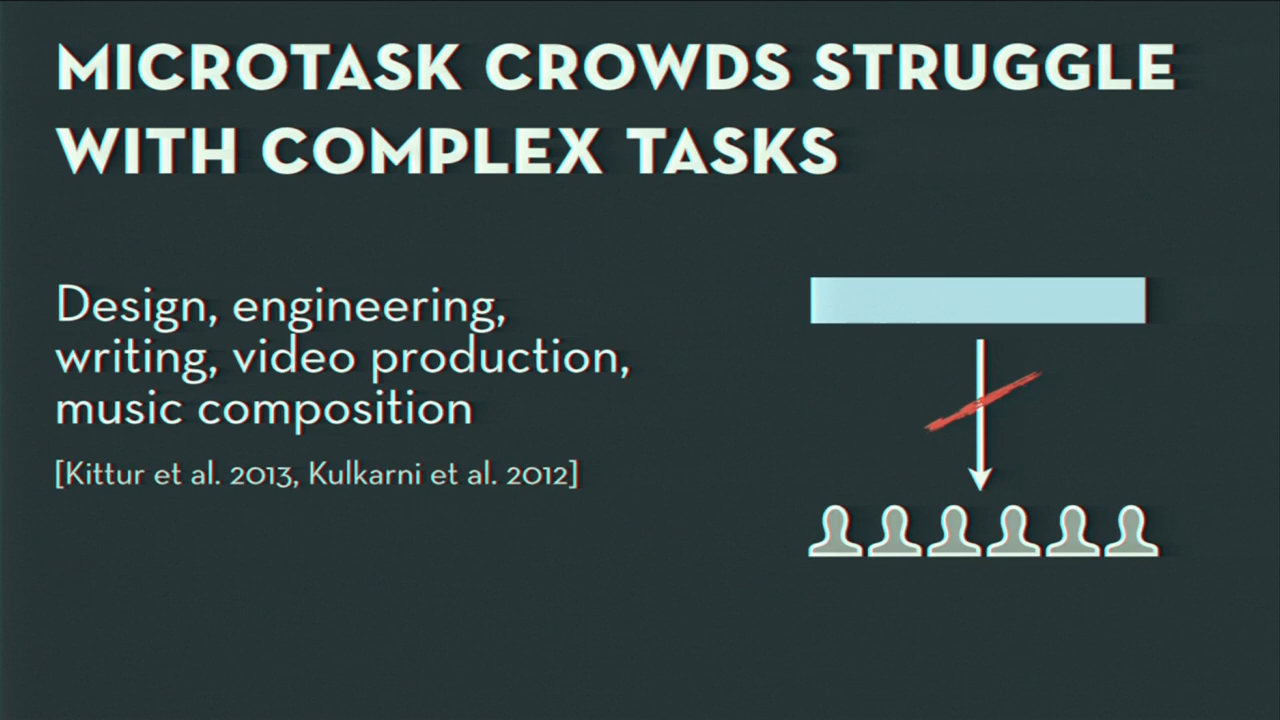 MICROTASK CROWDS STRUGGLE
WITH COMPLEX TASKS
Design, engineering,
writing, video production,
music composition
[Kittur et al. 2013, Kulkarni et al. 2012]